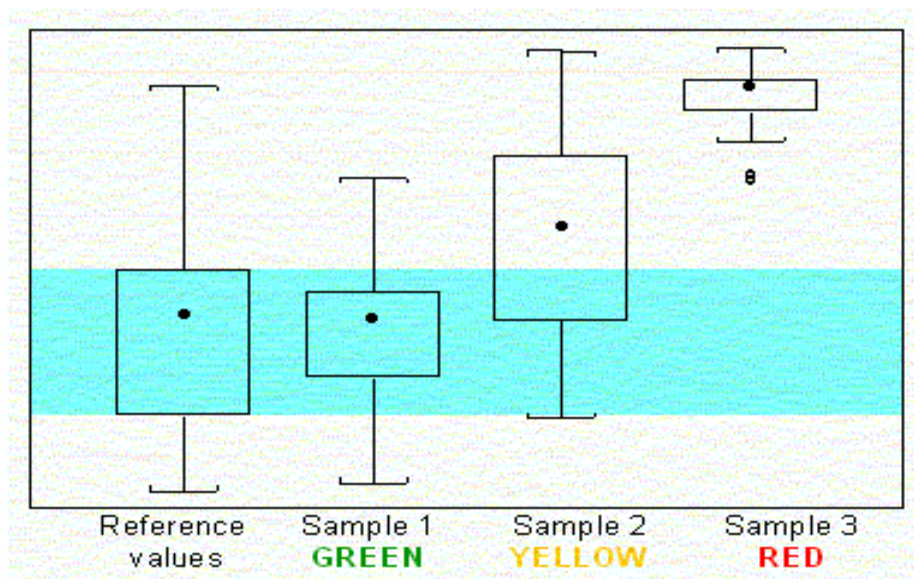 Reference values
Sample 1
GREEN
Sample 2
YELLOW
Sample 3
RED